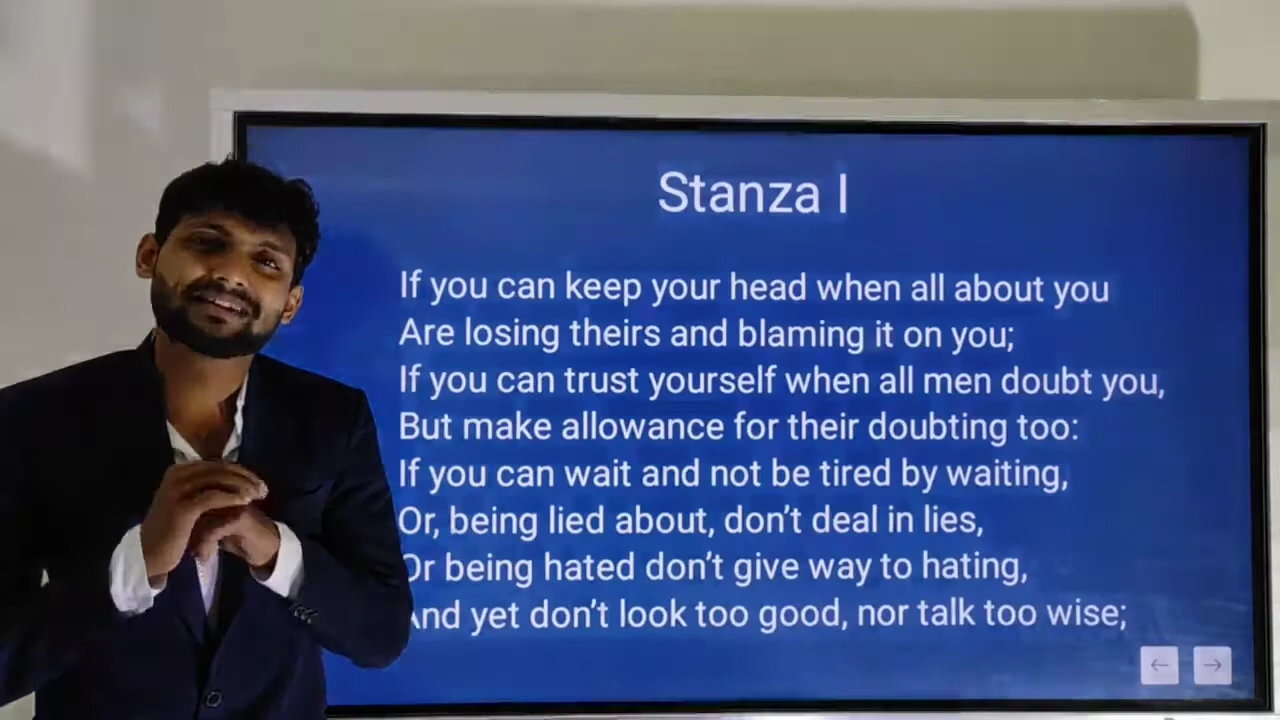 Stanza I
If you can keep your head when all about you
Are losing theirs and blaming it on you;
If you can trust yourself when all men doubt you,
But make allowance for their doubting too:
If you can wait and not be tired by waiting,
Or, being lied about, don't deal in lies,
Or being hated don't give way to hating,
And yet don't look too good, nor talk too wise;